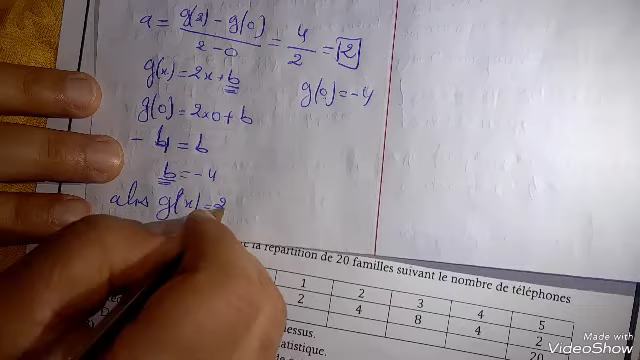 a = g(2) - g(0) / 2 - 0 = 4 / 2 = 2
g(x) = 2x + b
g(0) = -4
g(0) = 2x0 + b
- 4 = b
b = -4
alors g(x) = 2
la répartition de 20 familles suivant le nombre de téléphones
1 2 3 4 5
2 4 8 4 2
20
dessus.
atistique.
Made with
VideoShow